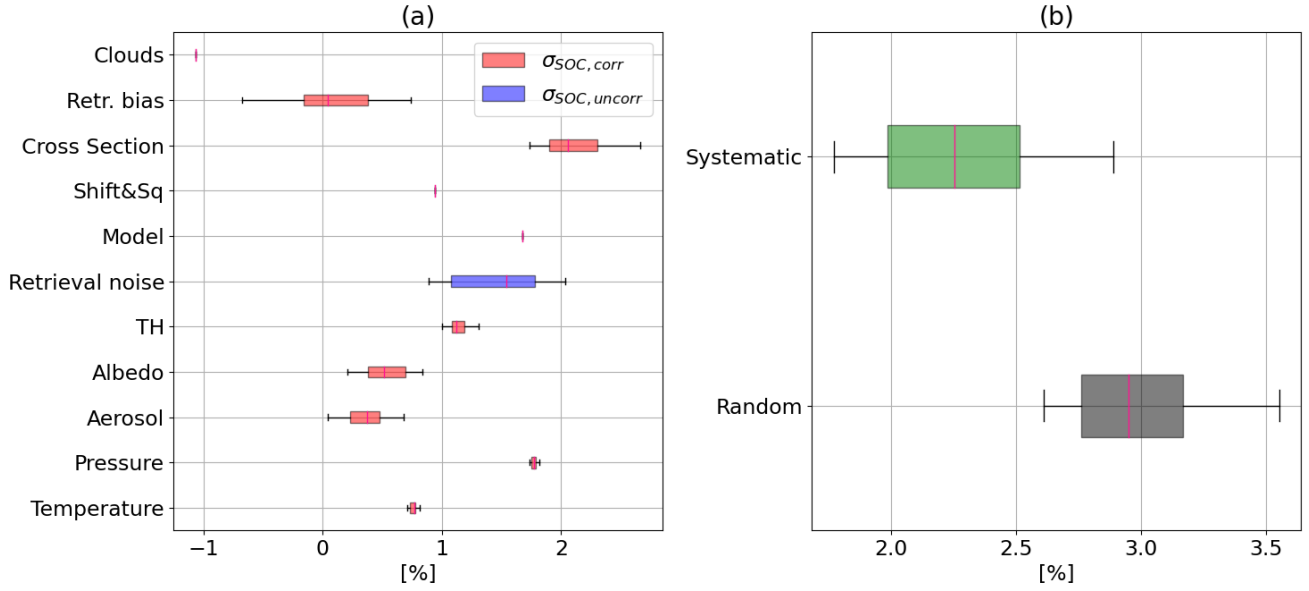 (a)
Clouds
Retr. bias
Cross Section
Shift&Sq
Model
Retrieval noise
TH
Albedo
Aerosol
Pressure
Temperature
σSOC, corr
σSOC, uncorr
−1 0 1 2
[%]
(b)
Systematic
Random
2.0 2.5 3.0 3.5
[%]